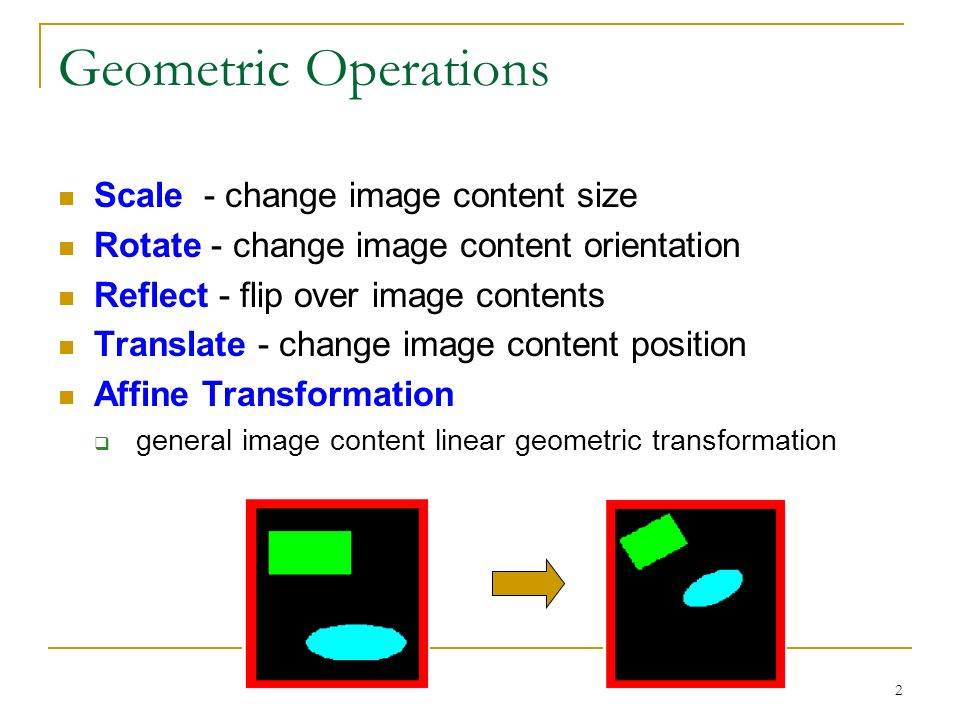 Geometric Operations
Scale - change image content size
Rotate - change image content orientation
Reflect - flip over image contents
Translate - change image content position
Affine Transformation
general image content linear geometric transformation
2